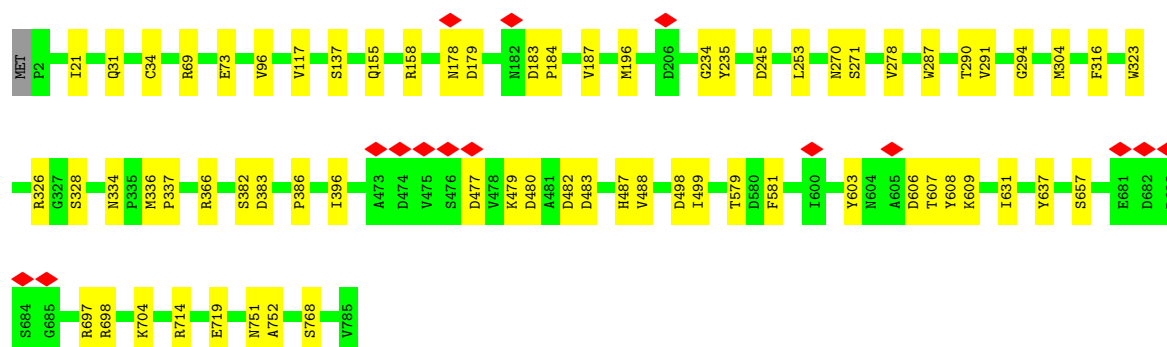 MET P2 I21 Q31 C34 R69 E73 V96 V117 S137 Q155 R158 N178 D179 N182 D183 P184 V187 M196 D206 G234 Y235 D245 L253 N270 S271 V278 W287 T290 V291 G294 M304 F316 W323
R326 G327 S328 N334 P335 M336 P337 R366 S382 D383 P386 I396 A473 D474 V475 S476 D477 V478 K479 D480 A481 D482 D483 H487 V488 D498 I499 T579 D580 F581 I600 Y603 N604 A605 D606 T607 Y608 K609 I631 Y637 S657 E681 D682
S684 G685 R697 R698 K704 R714 E719 N751 A752 S768 V785